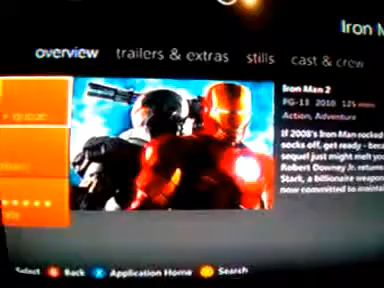 Iron M
overview trailers & extras stills cast & crew
Iron Man 2
PG-13 2010 125 mins
Action, Adventure
If 2008's Iron Man rocked
socks off, get ready - beca
sequel just might melt yo
Robert Downey Jr. returns
Stark, a billionaire weapon
now committed to maintai
+ queue
Select Back X Application Home Search